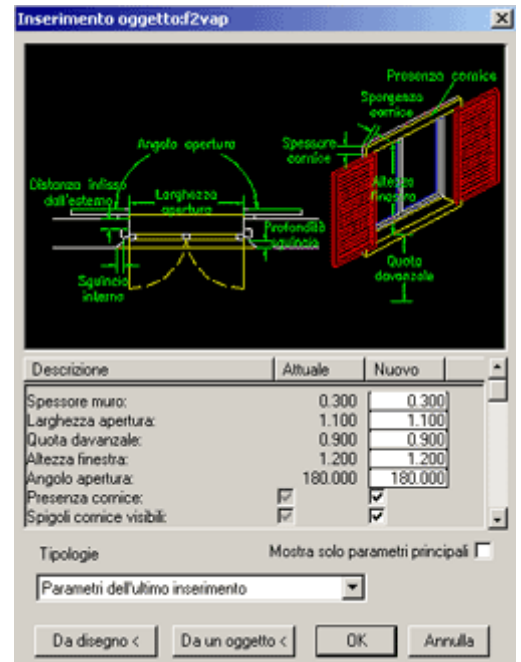 Inserimento oggetto:f2vap
Presenza cornice
Sporgenza
cornice
Angolo apertura
Spessore
cornice
Distanza infisso
dall'esterno
Larghezza
apertura
Altezza
finestra
Profondità
sguincio
Quota
davanzale
Sguincio
interno
Descrizione Attuale Nuovo
Spessore muro: 0.300 0.300
Larghezza apertura: 1.100 1.100
Quota davanzale: 0.900 0.900
Altezza finestra: 1.200 1.200
Angolo apertura: 180.000 180.000
Presenza cornice:
Spigoli cornice visibili:
Tipologie Mostra solo parametri principali
Parametri dell'ultimo inserimento
Da disegno < Da un oggetto < OK Annulla